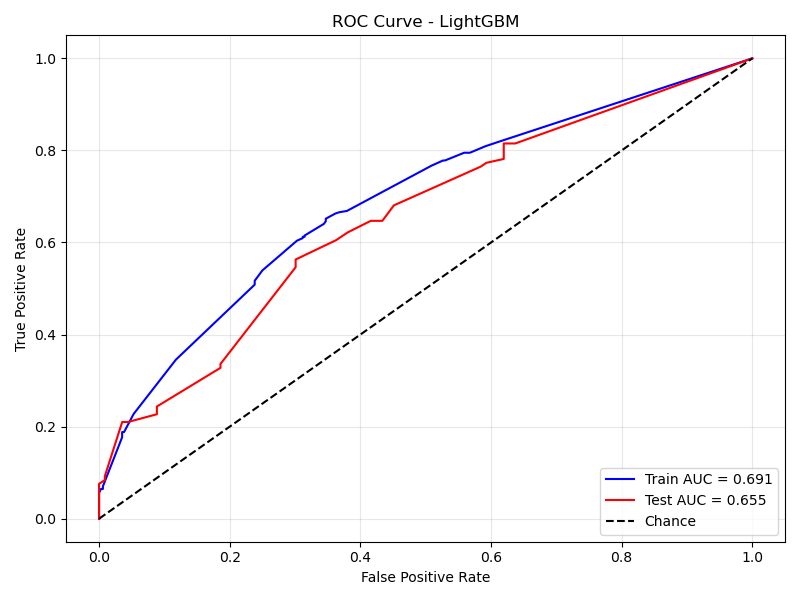 ROC Curve - LightGBM
True Positive Rate
1.0
0.8
0.6
0.4
0.2
0.0
Train AUC = 0.691
Test AUC = 0.655
Chance
0.0 0.2 0.4 0.6 0.8 1.0
False Positive Rate